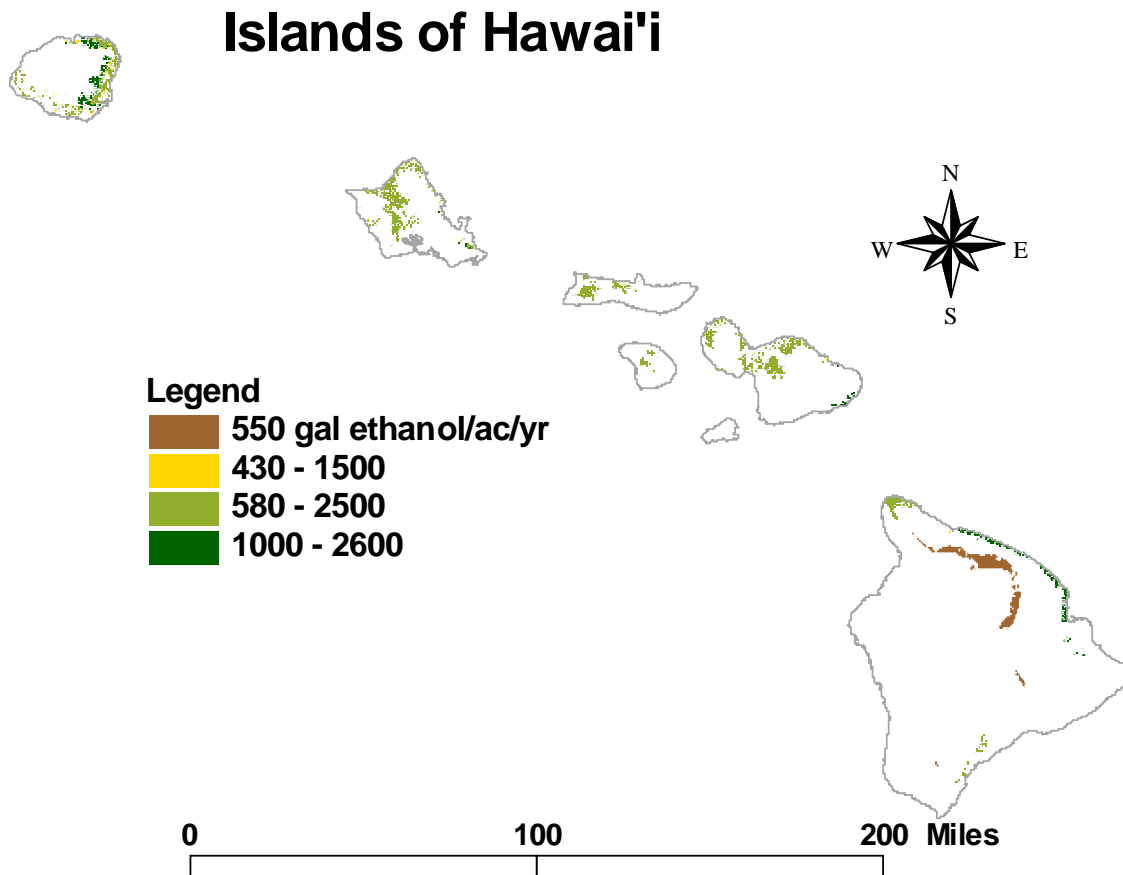 Islands of Hawai'i
N
W E
S
Legend
550 gal ethanol/ac/yr
430 - 1500
580 - 2500
1000 - 2600
0 100 200 Miles